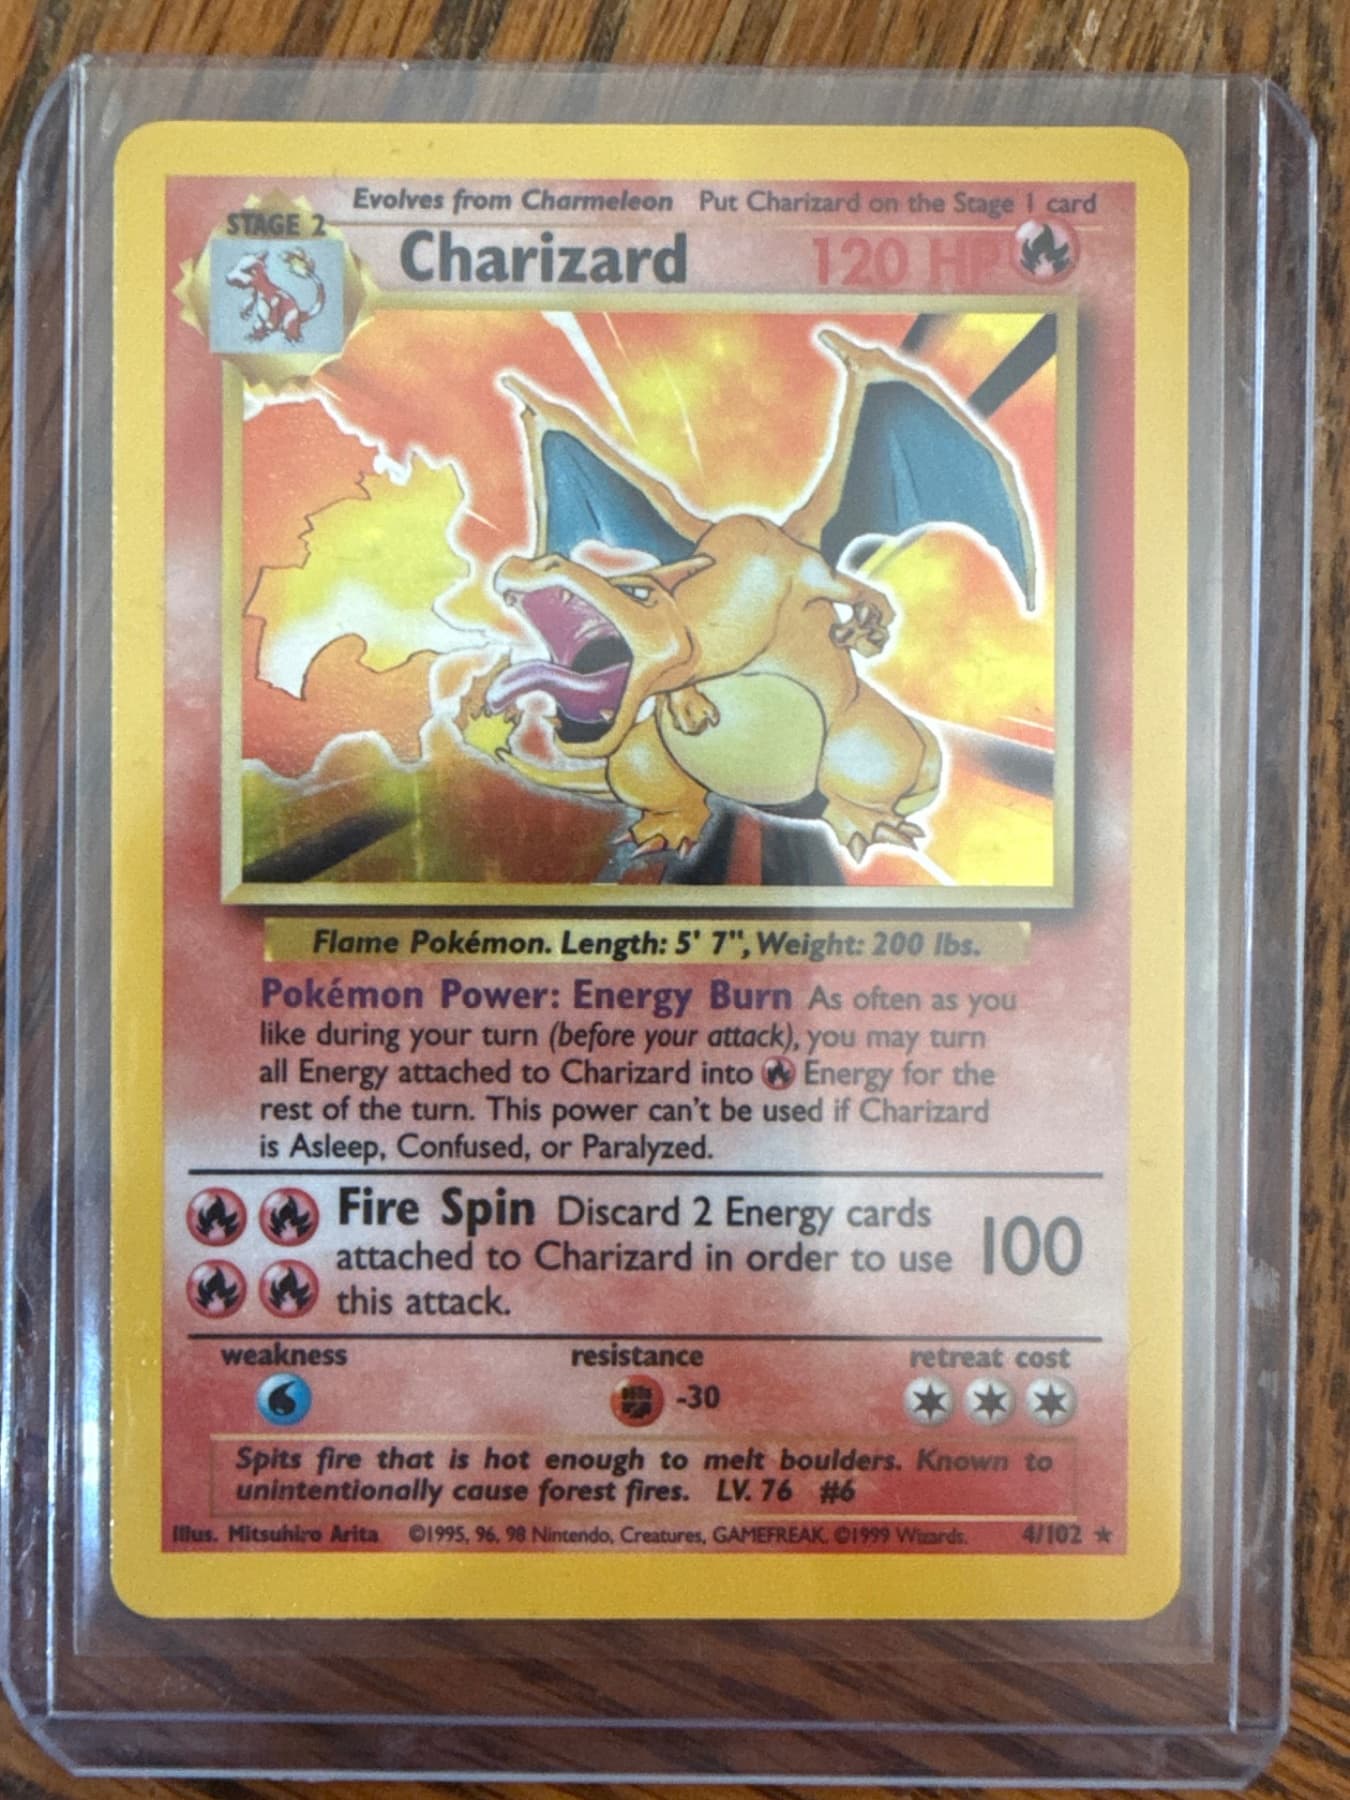 Evolves from Charmeleon Put Charizard on the Stage 1 card
STAGE 2
Charizard 120 HP
Flame Pokémon. Length: 5' 7", Weight: 200 lbs.
Pokémon Power: Energy Burn As often as you
like during your turn (before your attack), you may turn
all Energy attached to Charizard into Energy for the
rest of the turn. This power can't be used if Charizard
is Asleep, Confused, or Paralyzed.
Fire Spin Discard 2 Energy cards
attached to Charizard in order to use 100
this attack.
weakness resistance retreat cost
-30
Spits fire that is hot enough to melt boulders. Known to
unintentionally cause forest fires. LV. 76 #6
Illus. Mitsuhiro Arita ©1995, 96, 98 Nintendo, Creatures, GAMEFREAK. ©1999 Wizards. 4/102 ★